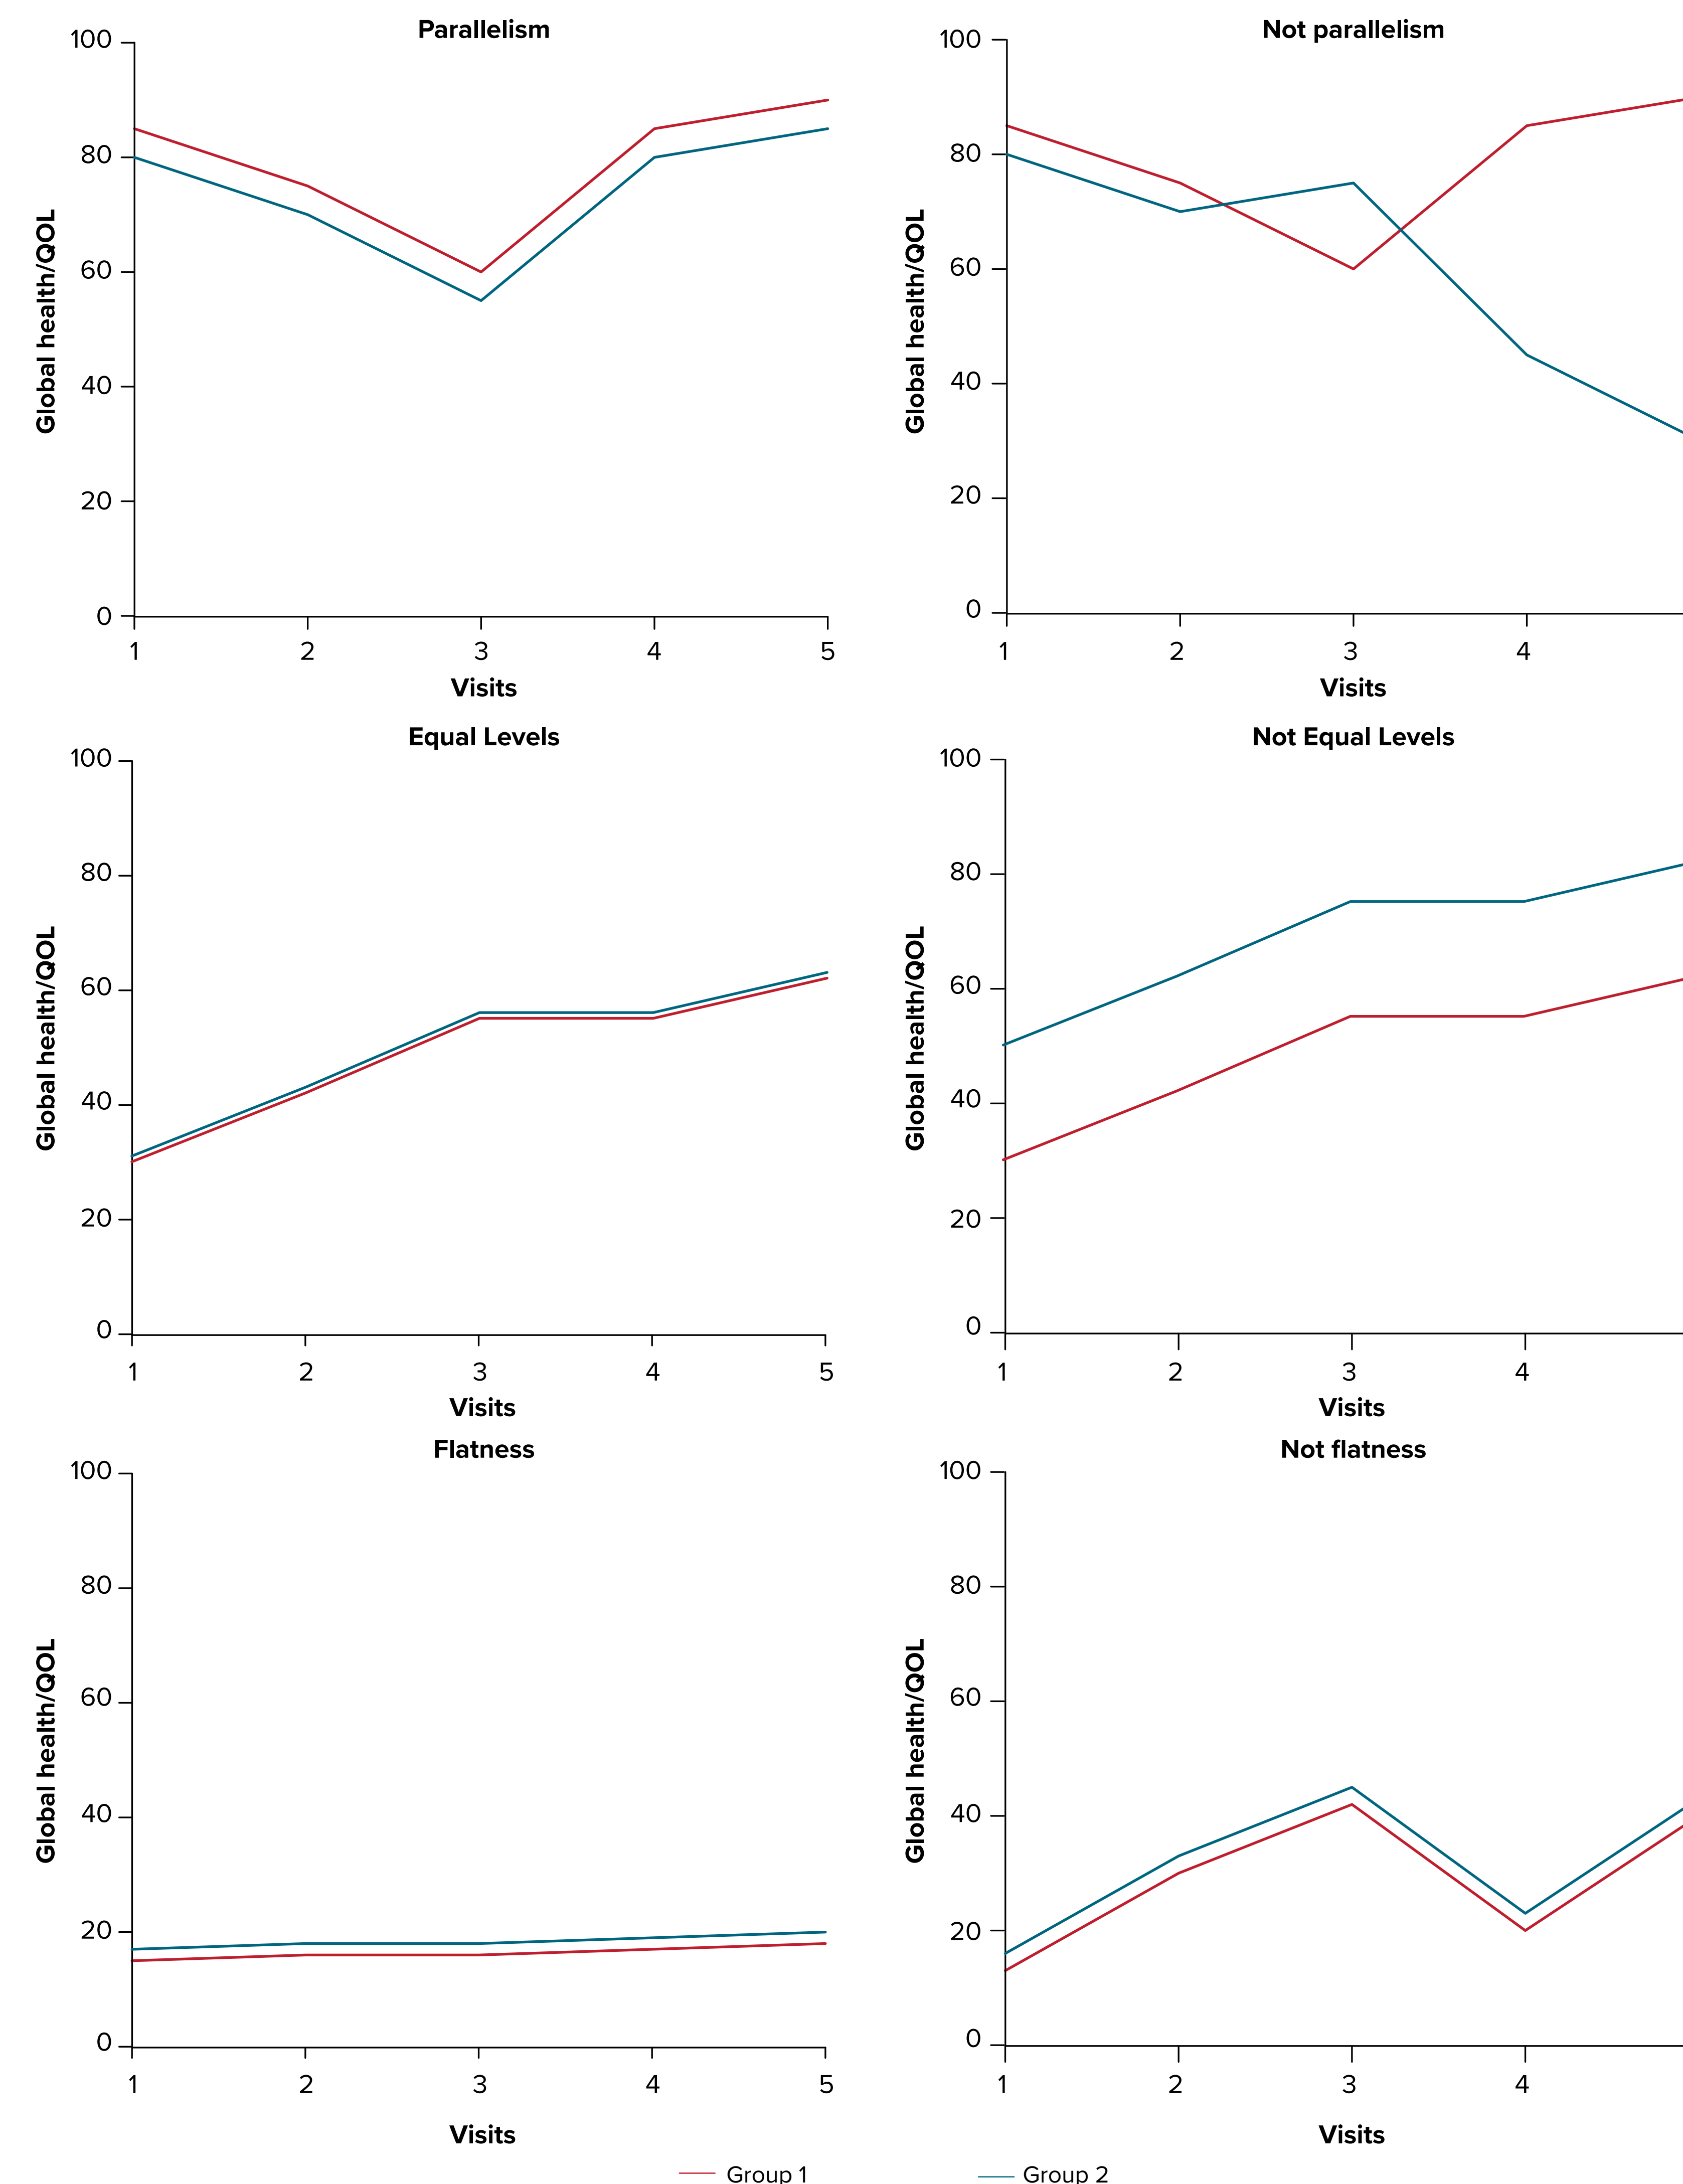 Parallelism
100
80
60
40
20
0
Global health/QOL
1 2 3 4 5
Visits
Not parallelism
100
80
60
40
20
0
Global health/QOL
1 2 3 4
Visits
Equal Levels
100
80
60
40
20
0
Global health/QOL
1 2 3 4 5
Visits
Not Equal Levels
100
80
60
40
20
0
Global health/QOL
1 2 3 4
Visits
Flatness
100
80
60
40
20
0
Global health/QOL
1 2 3 4 5
Visits
Not flatness
100
80
60
40
20
0
Global health/QOL
1 2 3 4
Visits
Group 1 Group 2